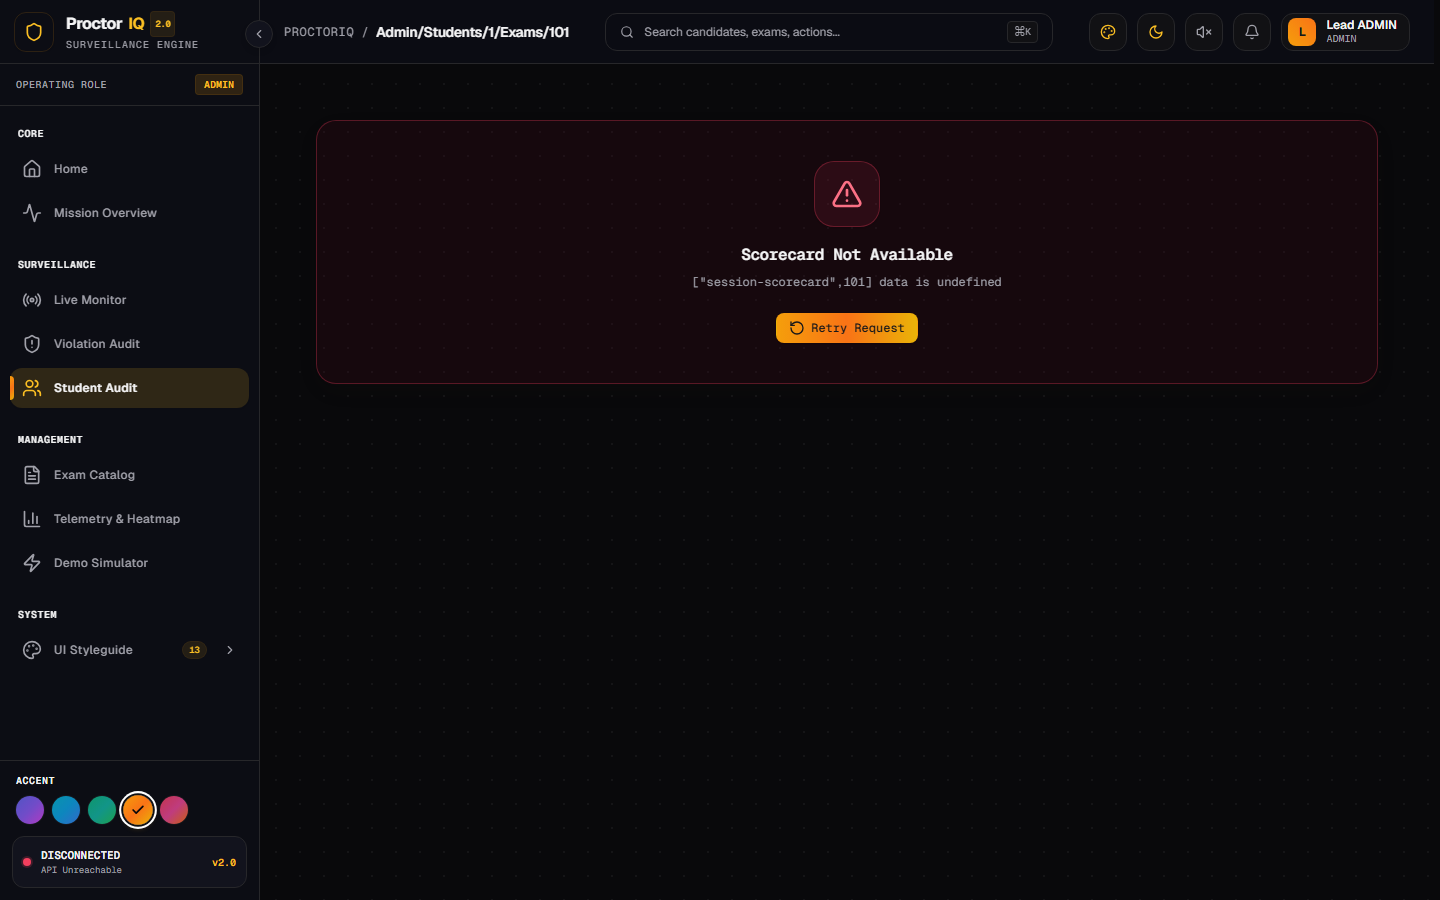 Proctor IQ 2.0
SURVEILLANCE ENGINE
PROCTORIQ / Admin/Students/1/Exams/101
Search candidates, exams, actions…
⌘K
L
Lead ADMIN
ADMIN
OPERATING ROLE
ADMIN
CORE
Home
Mission Overview
SURVEILLANCE
Live Monitor
Violation Audit
Student Audit
MANAGEMENT
Exam Catalog
Telemetry & Heatmap
Demo Simulator
SYSTEM
UI Styleguide
13
ACCENT
DISCONNECTED
API Unreachable
v2.0
Scorecard Not Available
["session-scorecard",101] data is undefined
Retry Request